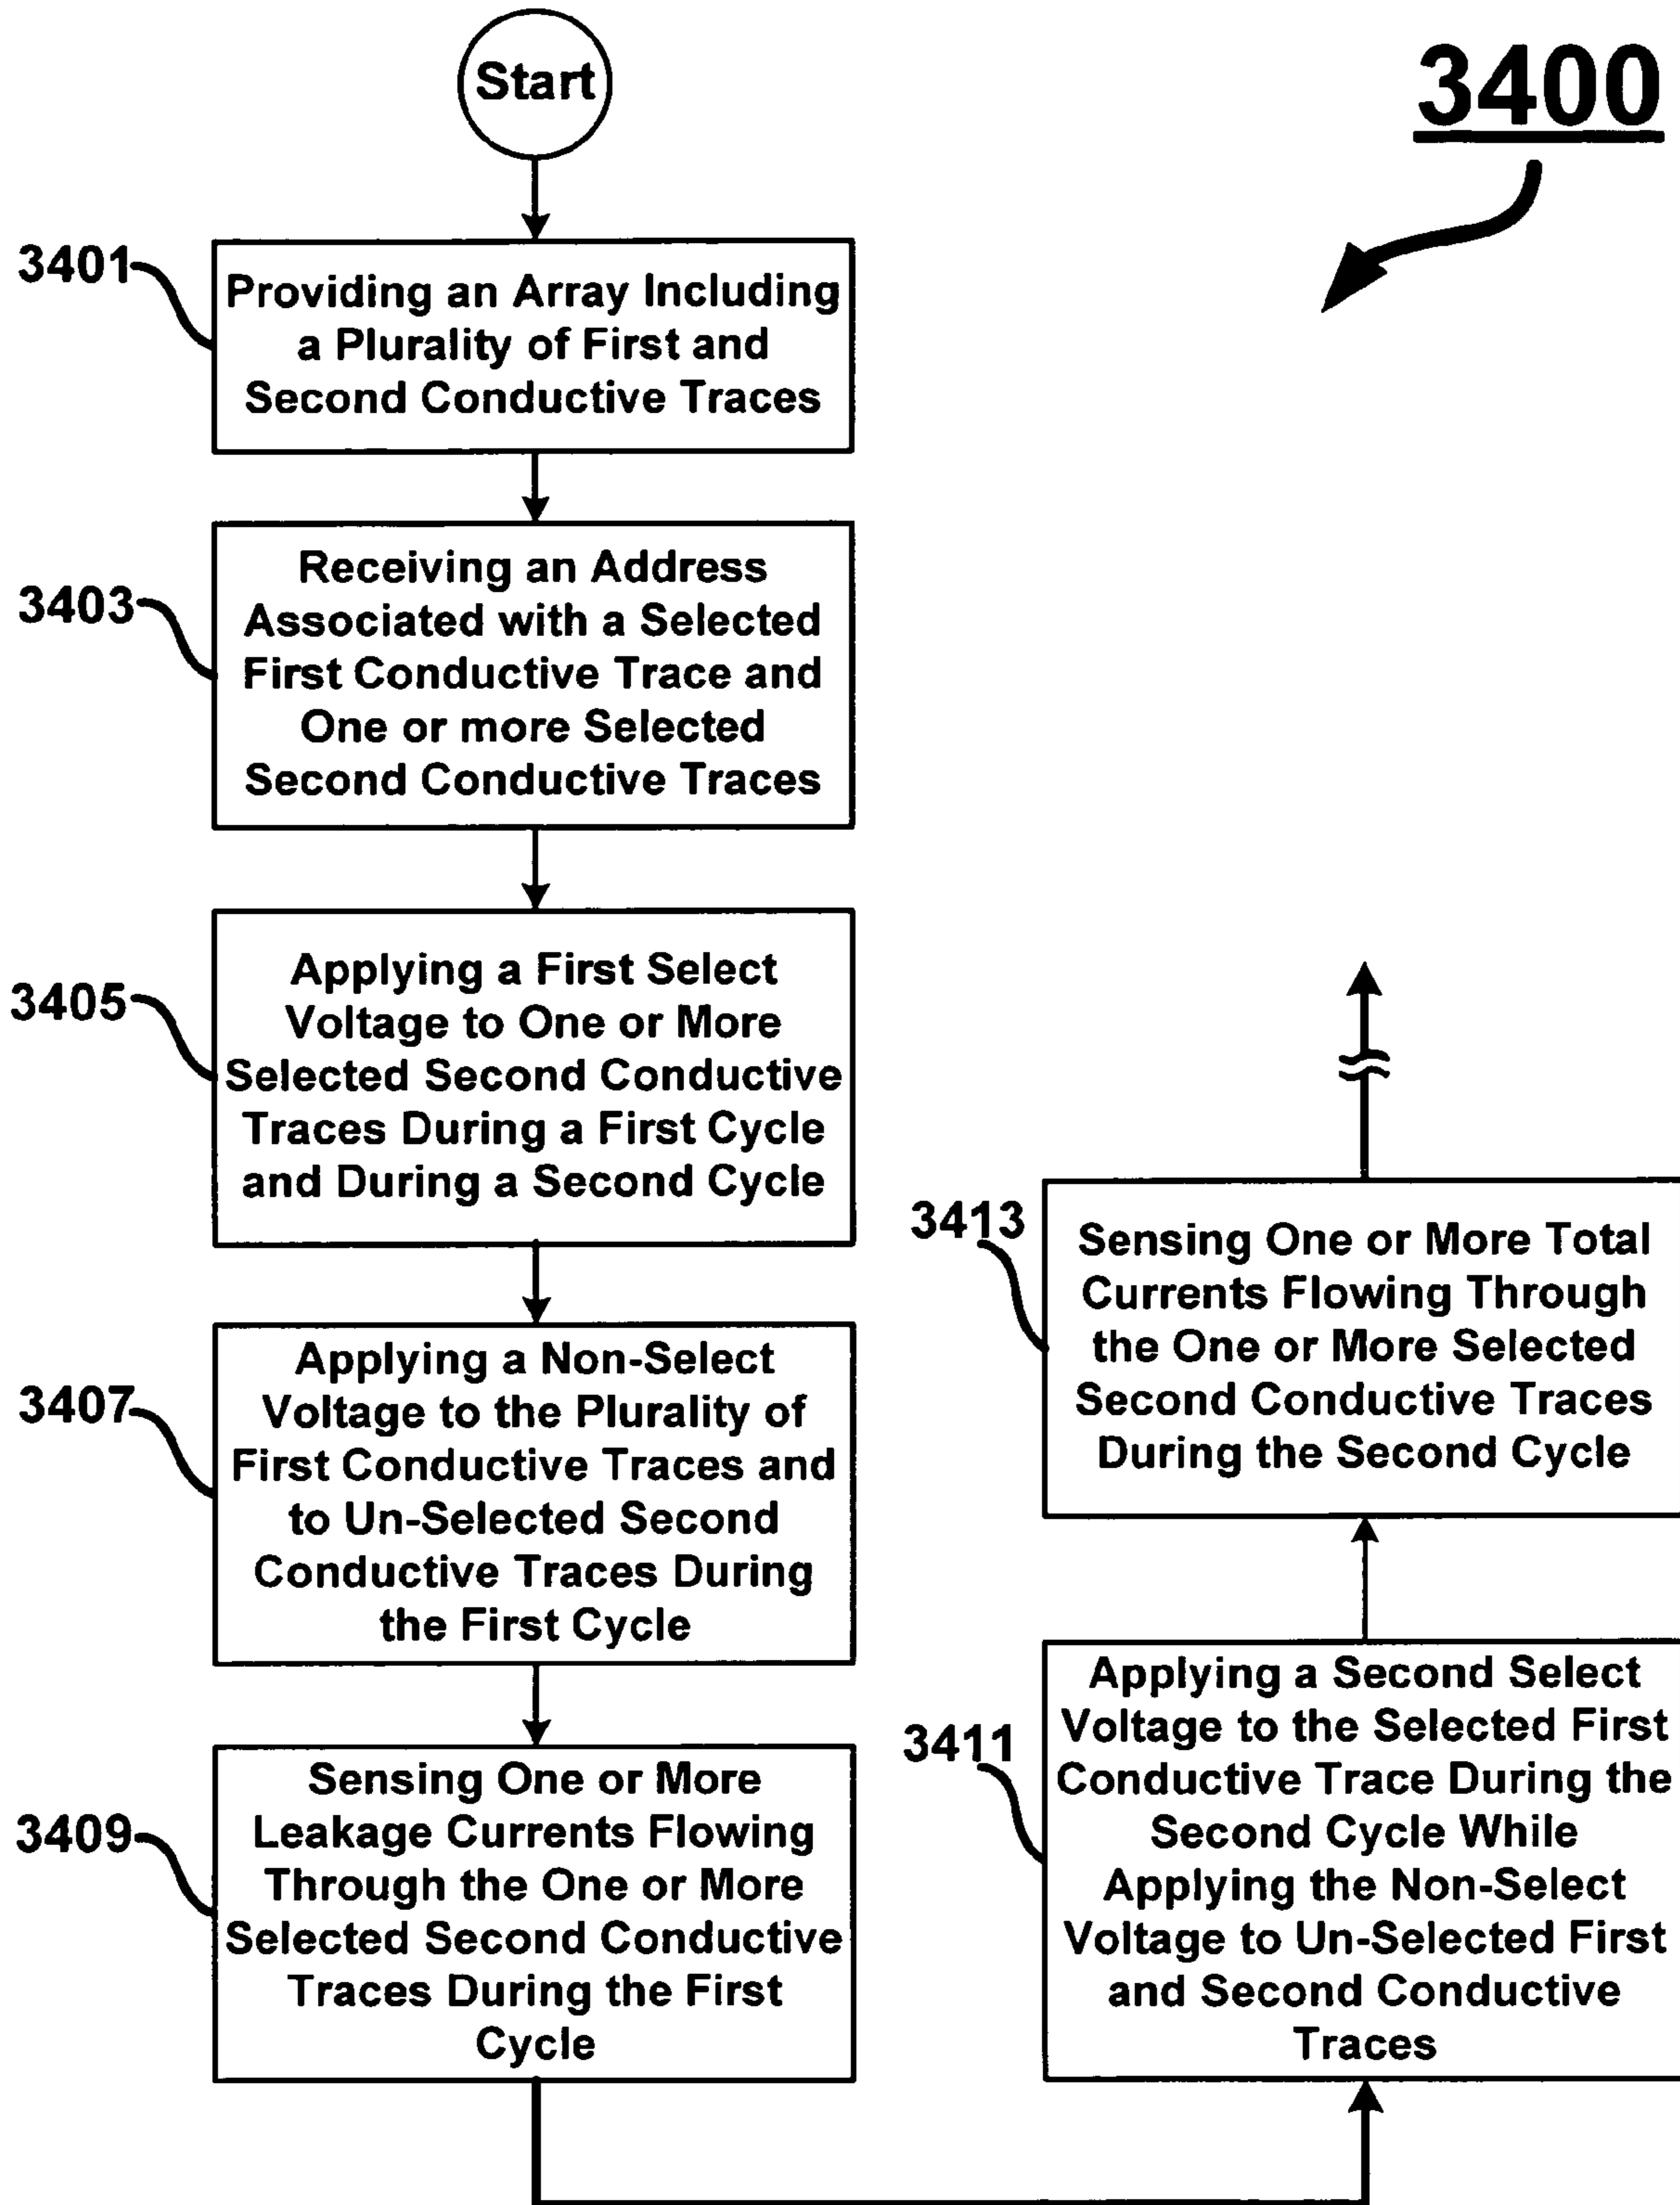 3400
Start
3401
Providing an Array Including
a Plurality of First and
Second Conductive Traces
3403
Receiving an Address
Associated with a Selected
First Conductive Trace and
One or more Selected
Second Conductive Traces
3405
Applying a First Select
Voltage to One or More
Selected Second Conductive
Traces During a First Cycle
and During a Second Cycle
3407
Applying a Non-Select
Voltage to the Plurality of
First Conductive Traces and
to Un-Selected Second
Conductive Traces During
the First Cycle
3409
Sensing One or More
Leakage Currents Flowing
Through the One or More
Selected Second Conductive
Traces During the First
Cycle
3411
Applying a Second Select
Voltage to the Selected First
Conductive Trace During the
Second Cycle While
Applying the Non-Select
Voltage to Un-Selected First
and Second Conductive
Traces
3413
Sensing One or More Total
Currents Flowing Through
the One or More Selected
Second Conductive Traces
During the Second Cycle